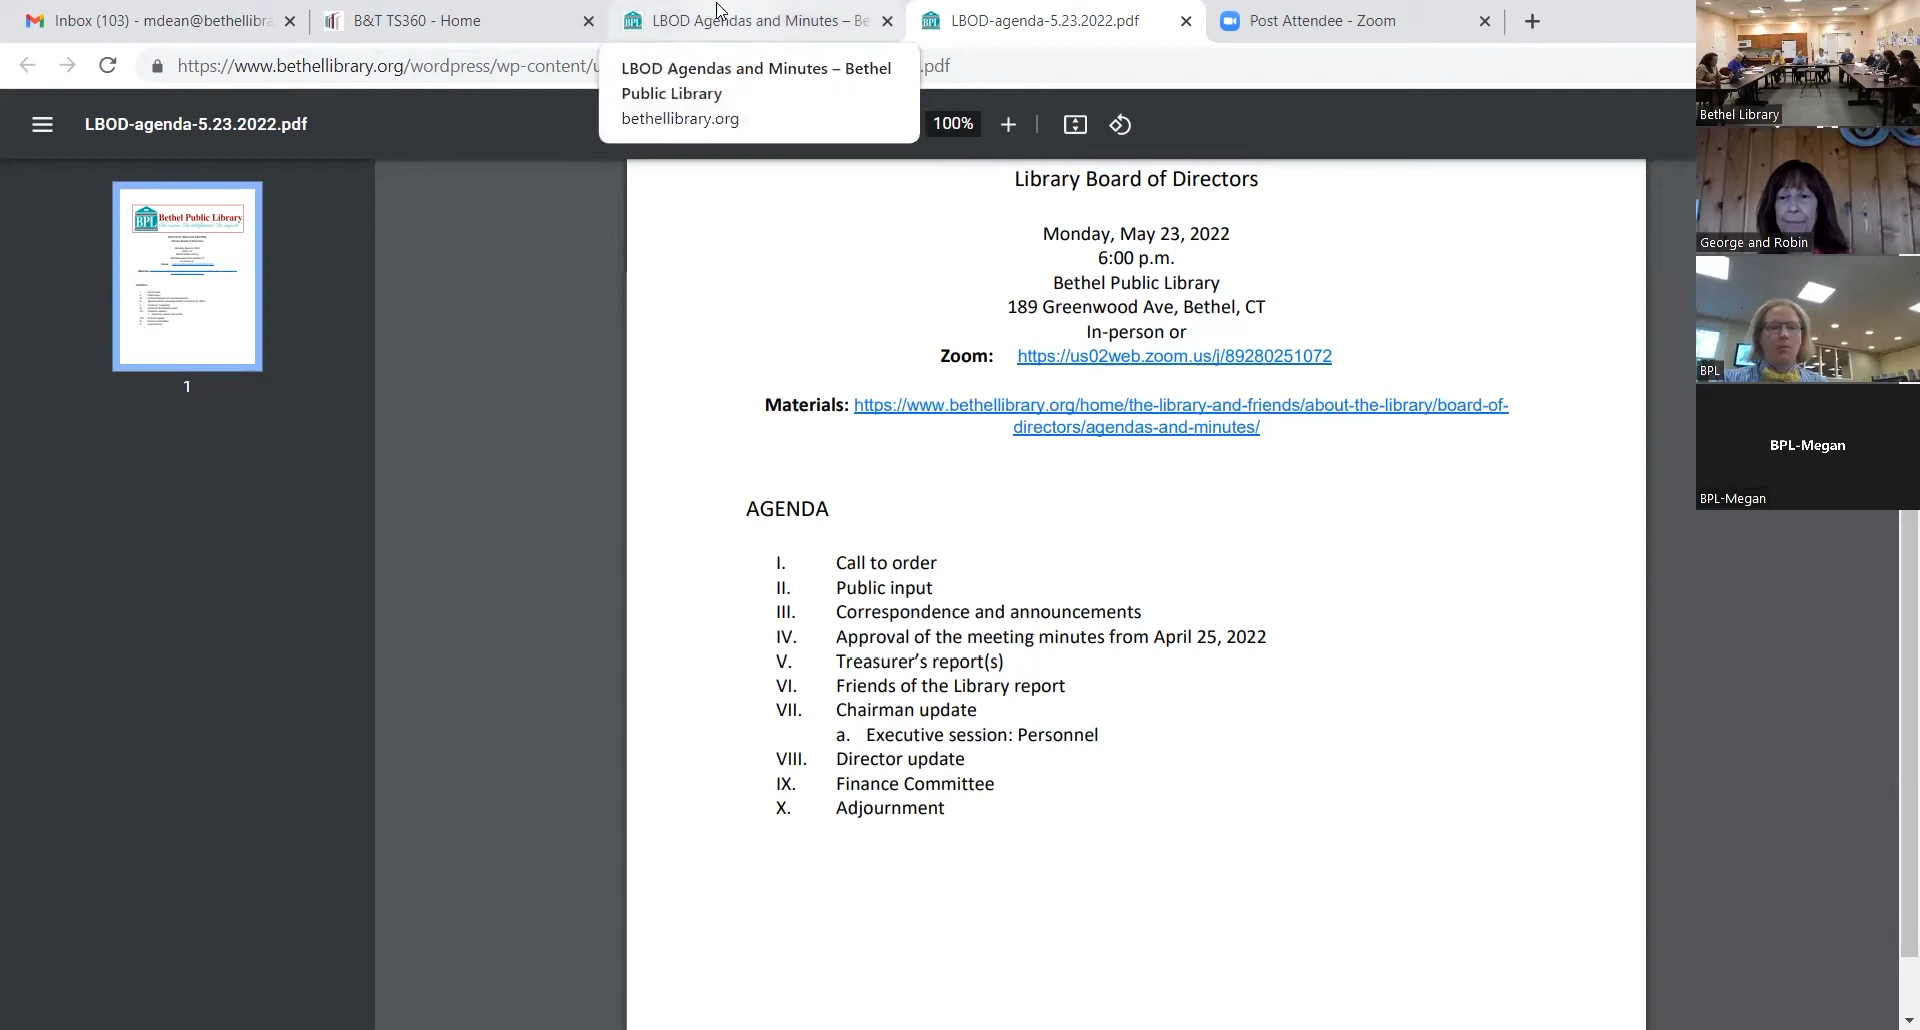 Inbox (103) - mdean@bethellibra
B&T TS360 - Home
LBOD Agendas and Minutes – Be
LBOD-agenda-5.23.2022.pdf
Post Attendee - Zoom
https://www.bethellibrary.org/wordpress/wp-content/u
.pdf
LBOD Agendas and Minutes – Bethel
Public Library
bethellibrary.org
LBOD-agenda-5.23.2022.pdf
100%
BPL Bethel Public Library
1
Library Board of Directors
Monday, May 23, 2022
6:00 p.m.
Bethel Public Library
189 Greenwood Ave, Bethel, CT
In-person or
Zoom: https://us02web.zoom.us/j/89280251072
Materials: https://www.bethellibrary.org/home/the-library-and-friends/about-the-library/board-of-
directors/agendas-and-minutes/
AGENDA
I. Call to order
II. Public input
III. Correspondence and announcements
IV. Approval of the meeting minutes from April 25, 2022
V. Treasurer’s report(s)
VI. Friends of the Library report
VII. Chairman update
a. Executive session: Personnel
VIII. Director update
IX. Finance Committee
X. Adjournment
Bethel Library
George and Robin
BPL
BPL-Megan
BPL-Megan